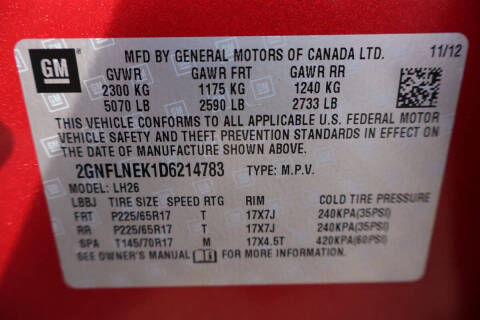 GM
MFD BY GENERAL MOTORS OF CANADA LTD. 11/12
GVWR GAWR FRT GAWR RR
2300 KG 1175 KG 1240 KG
5070 LB 2590 LB 2733 LB
THIS VEHICLE CONFORMS TO ALL APPLICABLE U.S. FEDERAL MOTOR
VEHICLE SAFETY AND THEFT PREVENTION STANDARDS IN EFFECT ON
THE DATE OF MANUFACTURE SHOWN ABOVE.
2GNFLNEK1D6214783 TYPE: M.P.V.
MODEL: LH26
LBBJ TIRE SIZE SPEED RTG RIM COLD TIRE PRESSURE
FRT P225/65R17 T 17X7J 240KPA(35PSI)
RR P225/65R17 T 17X7J 240KPA(35PSI)
SPA T145/70R17 M 17X4.5T 420KPA(60PSI)
SEE OWNER'S MANUAL FOR MORE INFORMATION